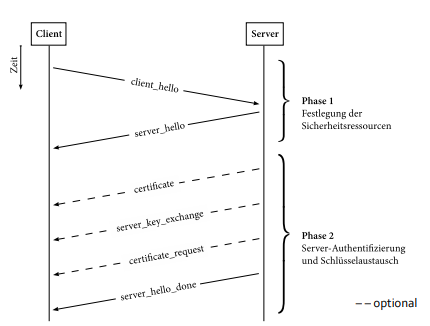 Client
Server
Zeit
client_hello
Phase 1
Festlegung der
Sicherheitsressourcen
server_hello
certificate
server_key_exchange
Phase 2
Server-Authentifizierung
und Schlüsselaustausch
certificate_request
server_hello_done
– – optional